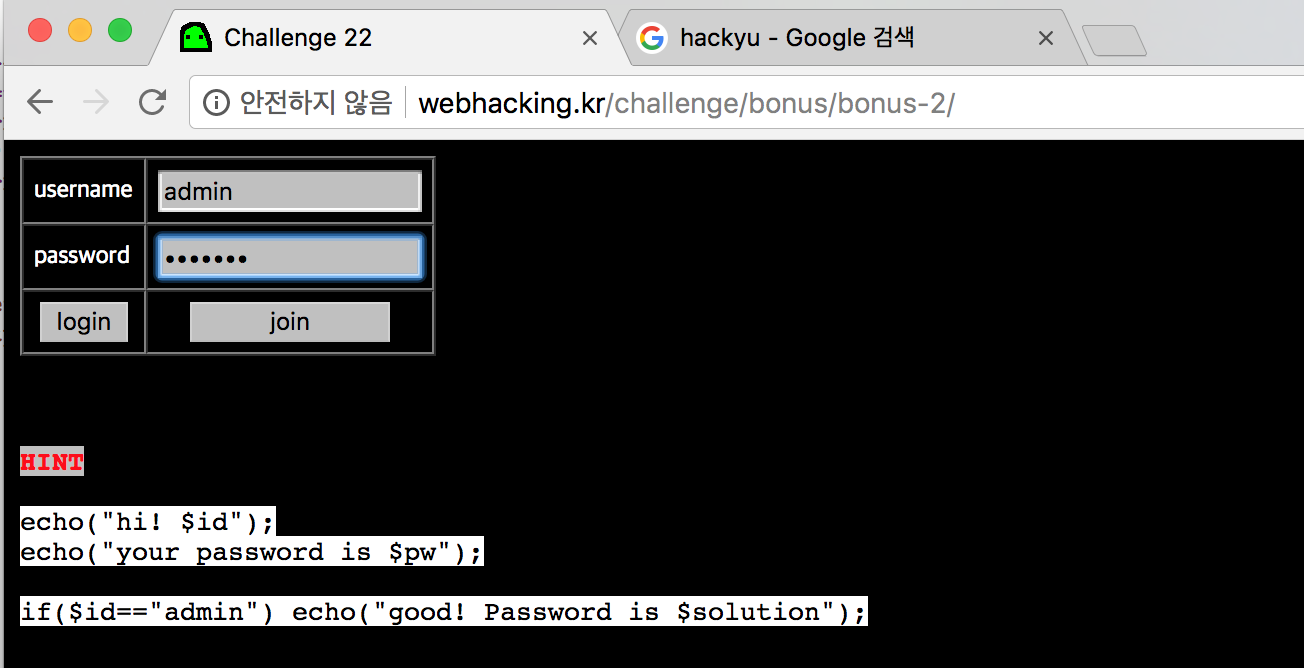 Challenge 22
hackyu - Google 검색
안전하지 않음 webhacking.kr/challenge/bonus/bonus-2/
username admin
password •••••••
login join
HINT
echo("hi! $id");
echo("your password is $pw");
if($id=="admin") echo("good! Password is $solution");